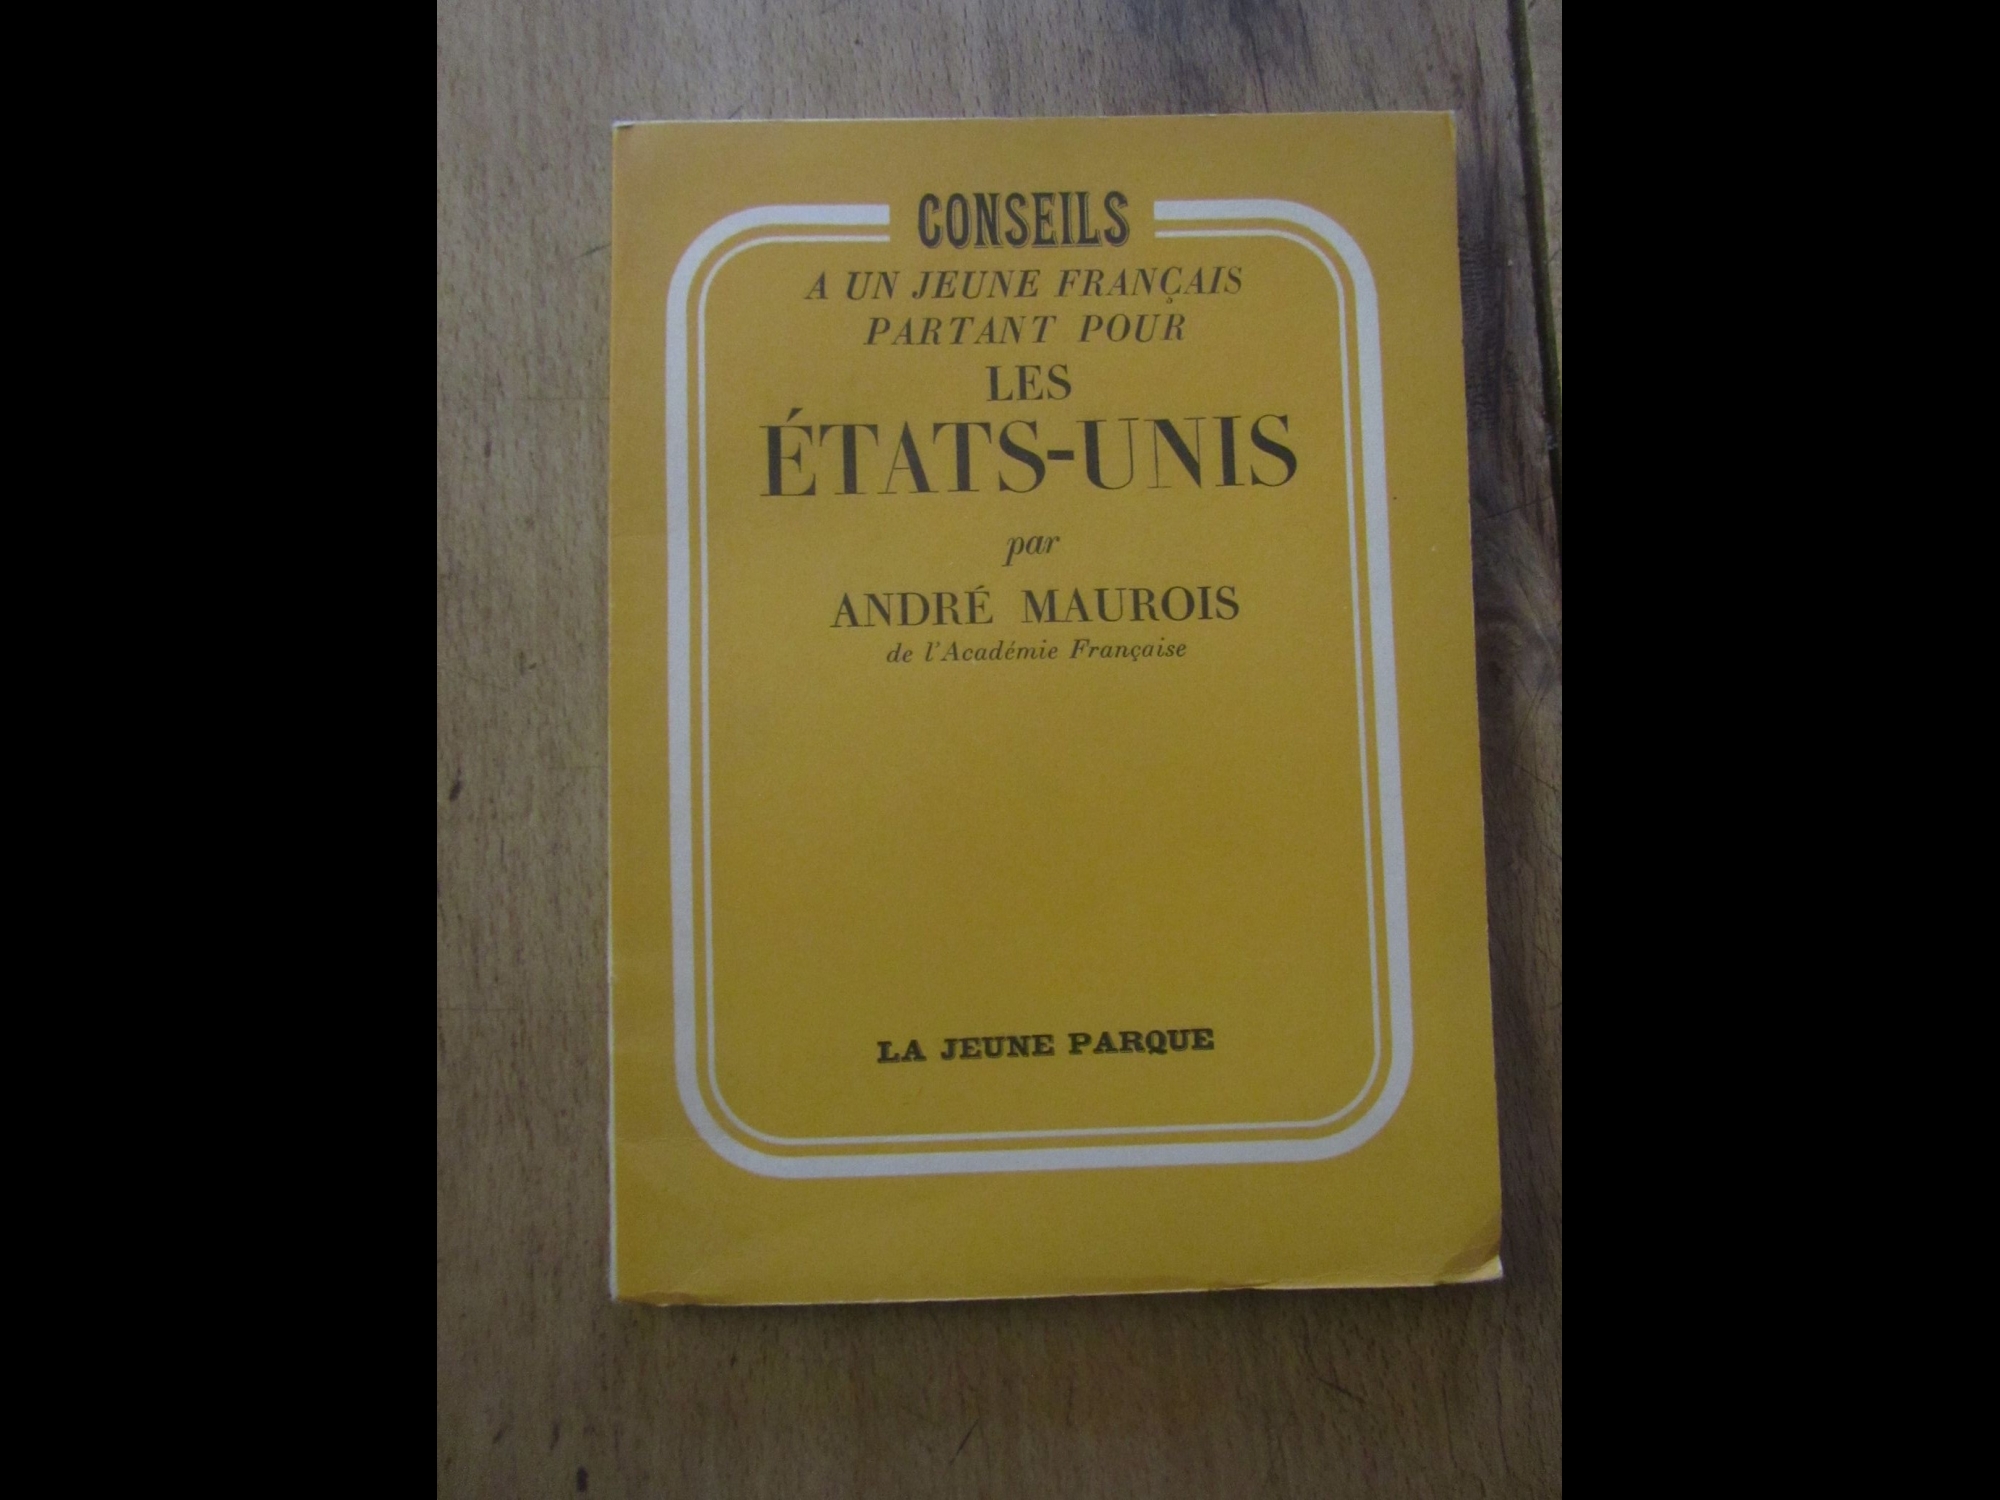 CONSEILS
A UN JEUNE FRANÇAIS
PARTANT POUR
LES
ÉTATS-UNIS
par
ANDRÉ MAUROIS
de l'Académie Française
LA JEUNE PARQUE